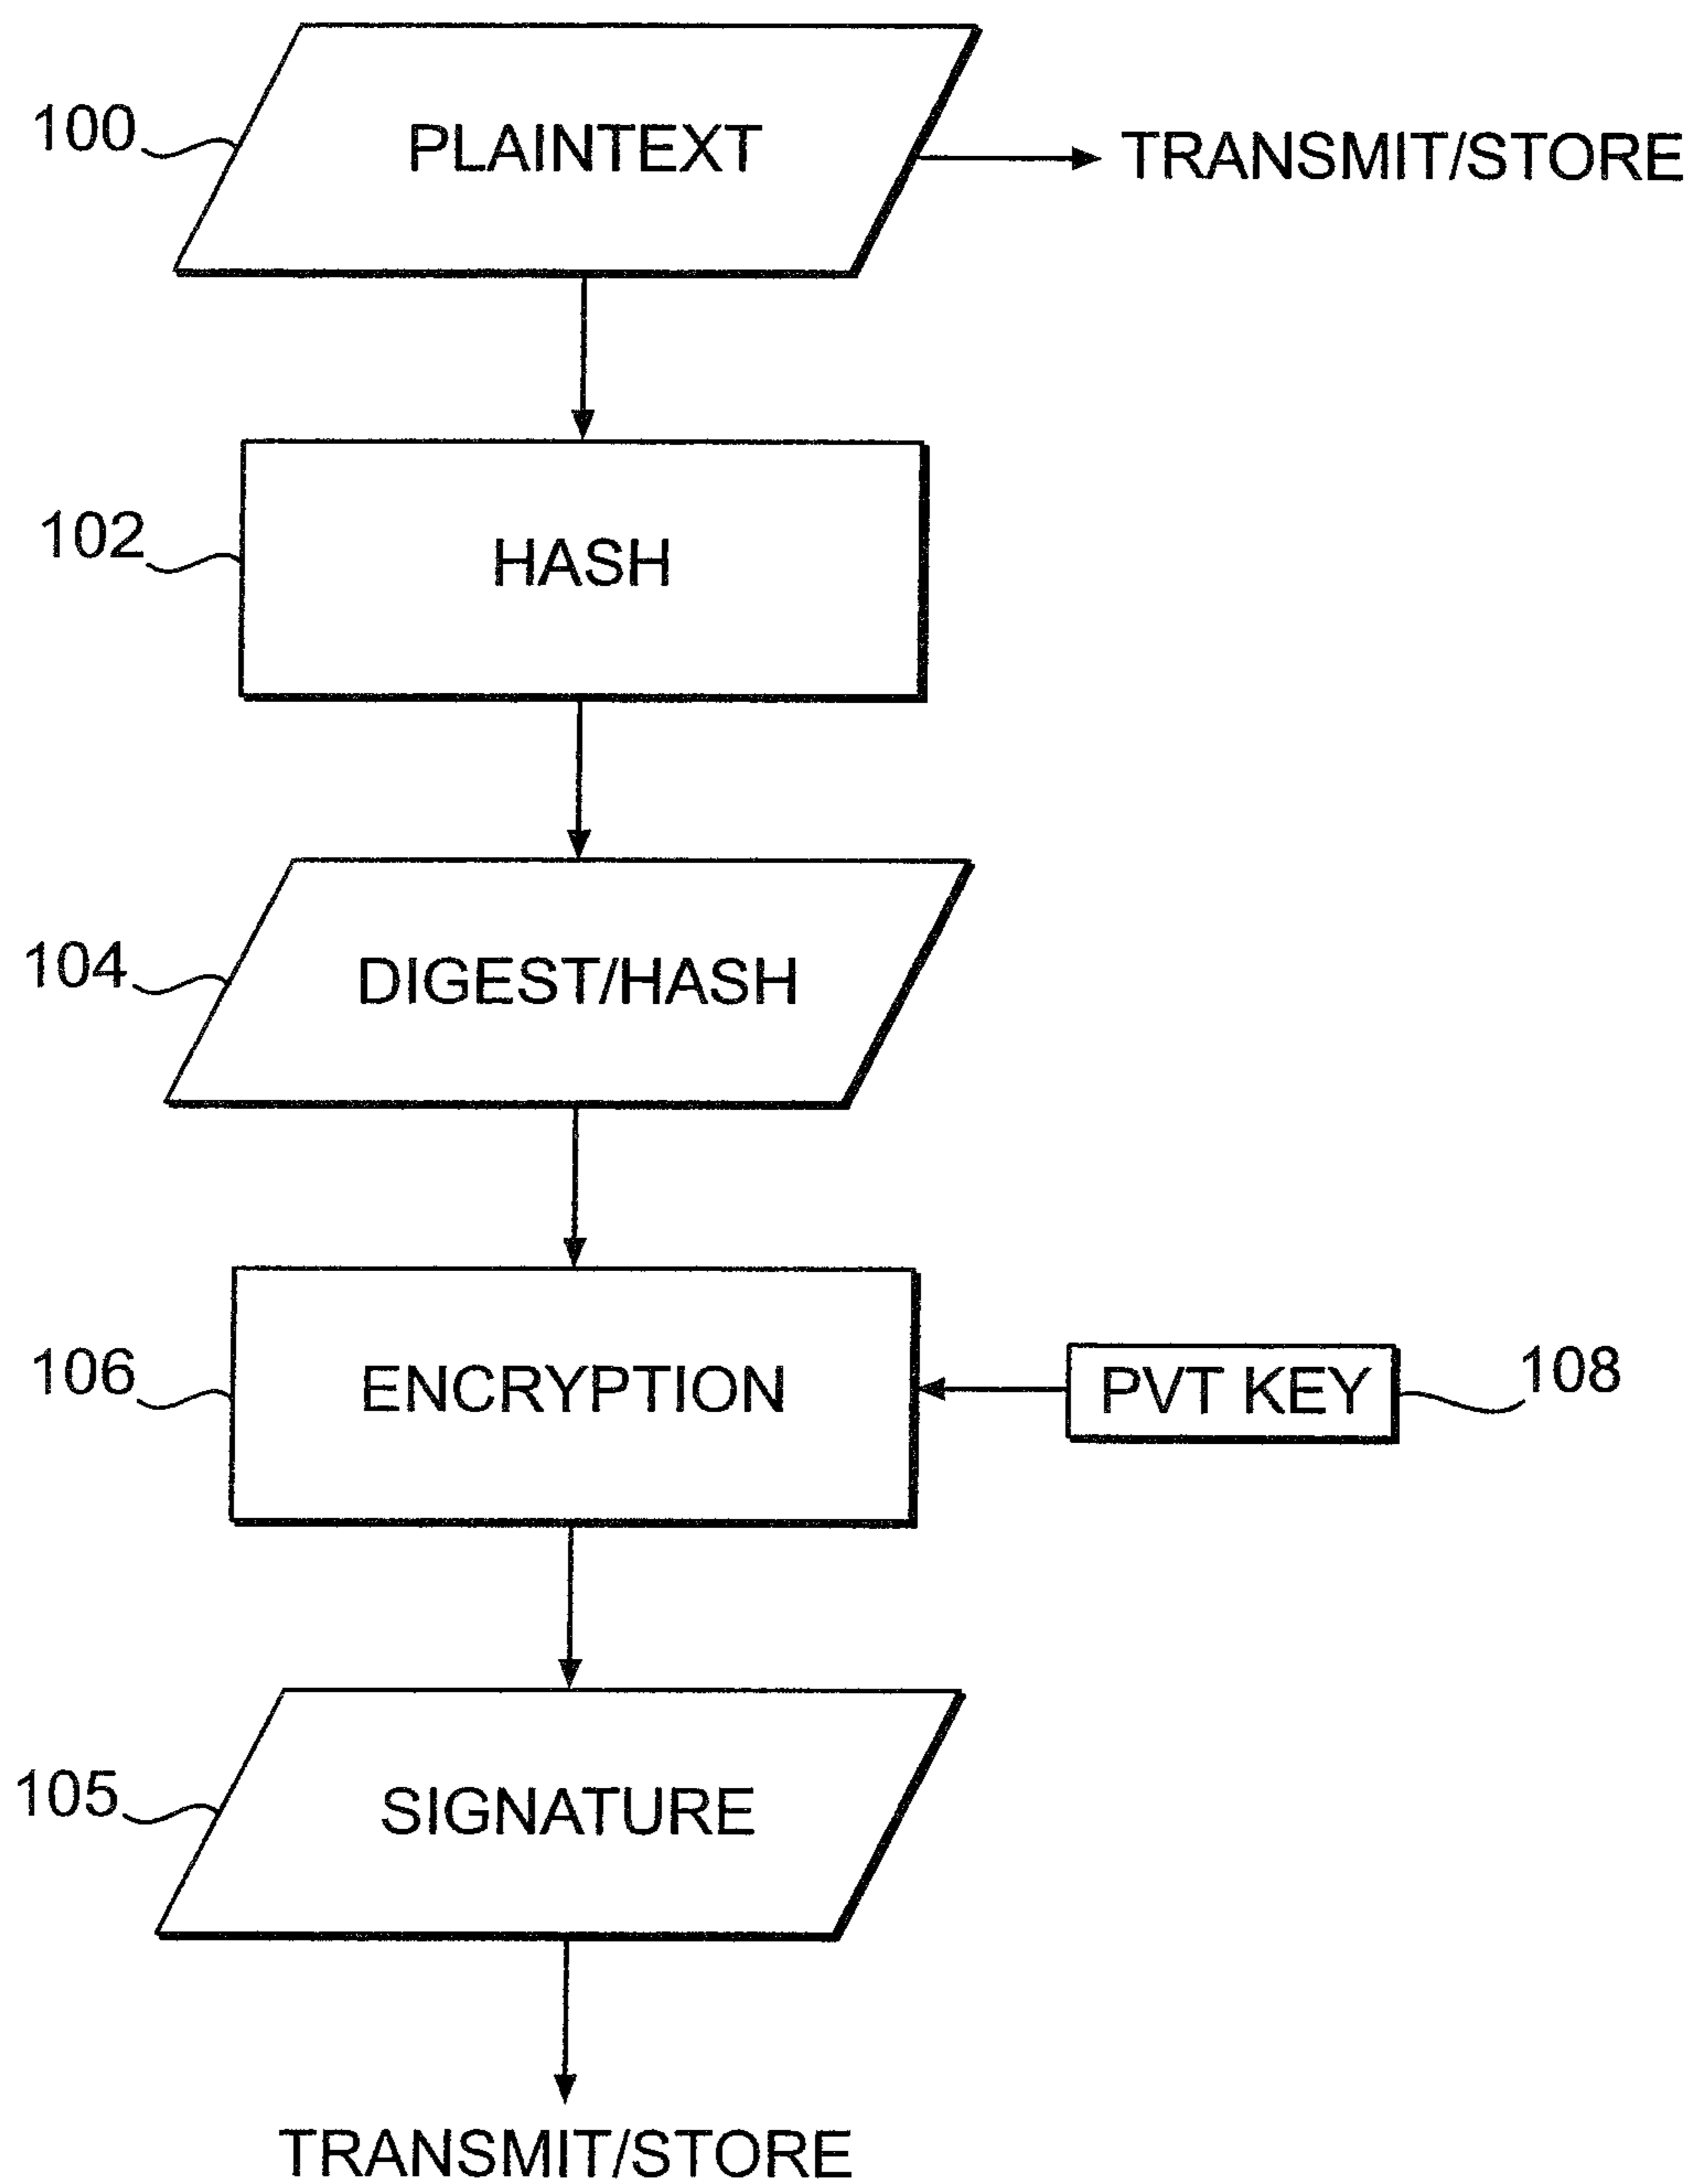 100
PLAINTEXT
TRANSMIT/STORE
102
HASH
104
DIGEST/HASH
106
ENCRYPTION
PVT KEY
108
105
SIGNATURE
TRANSMIT/STORE